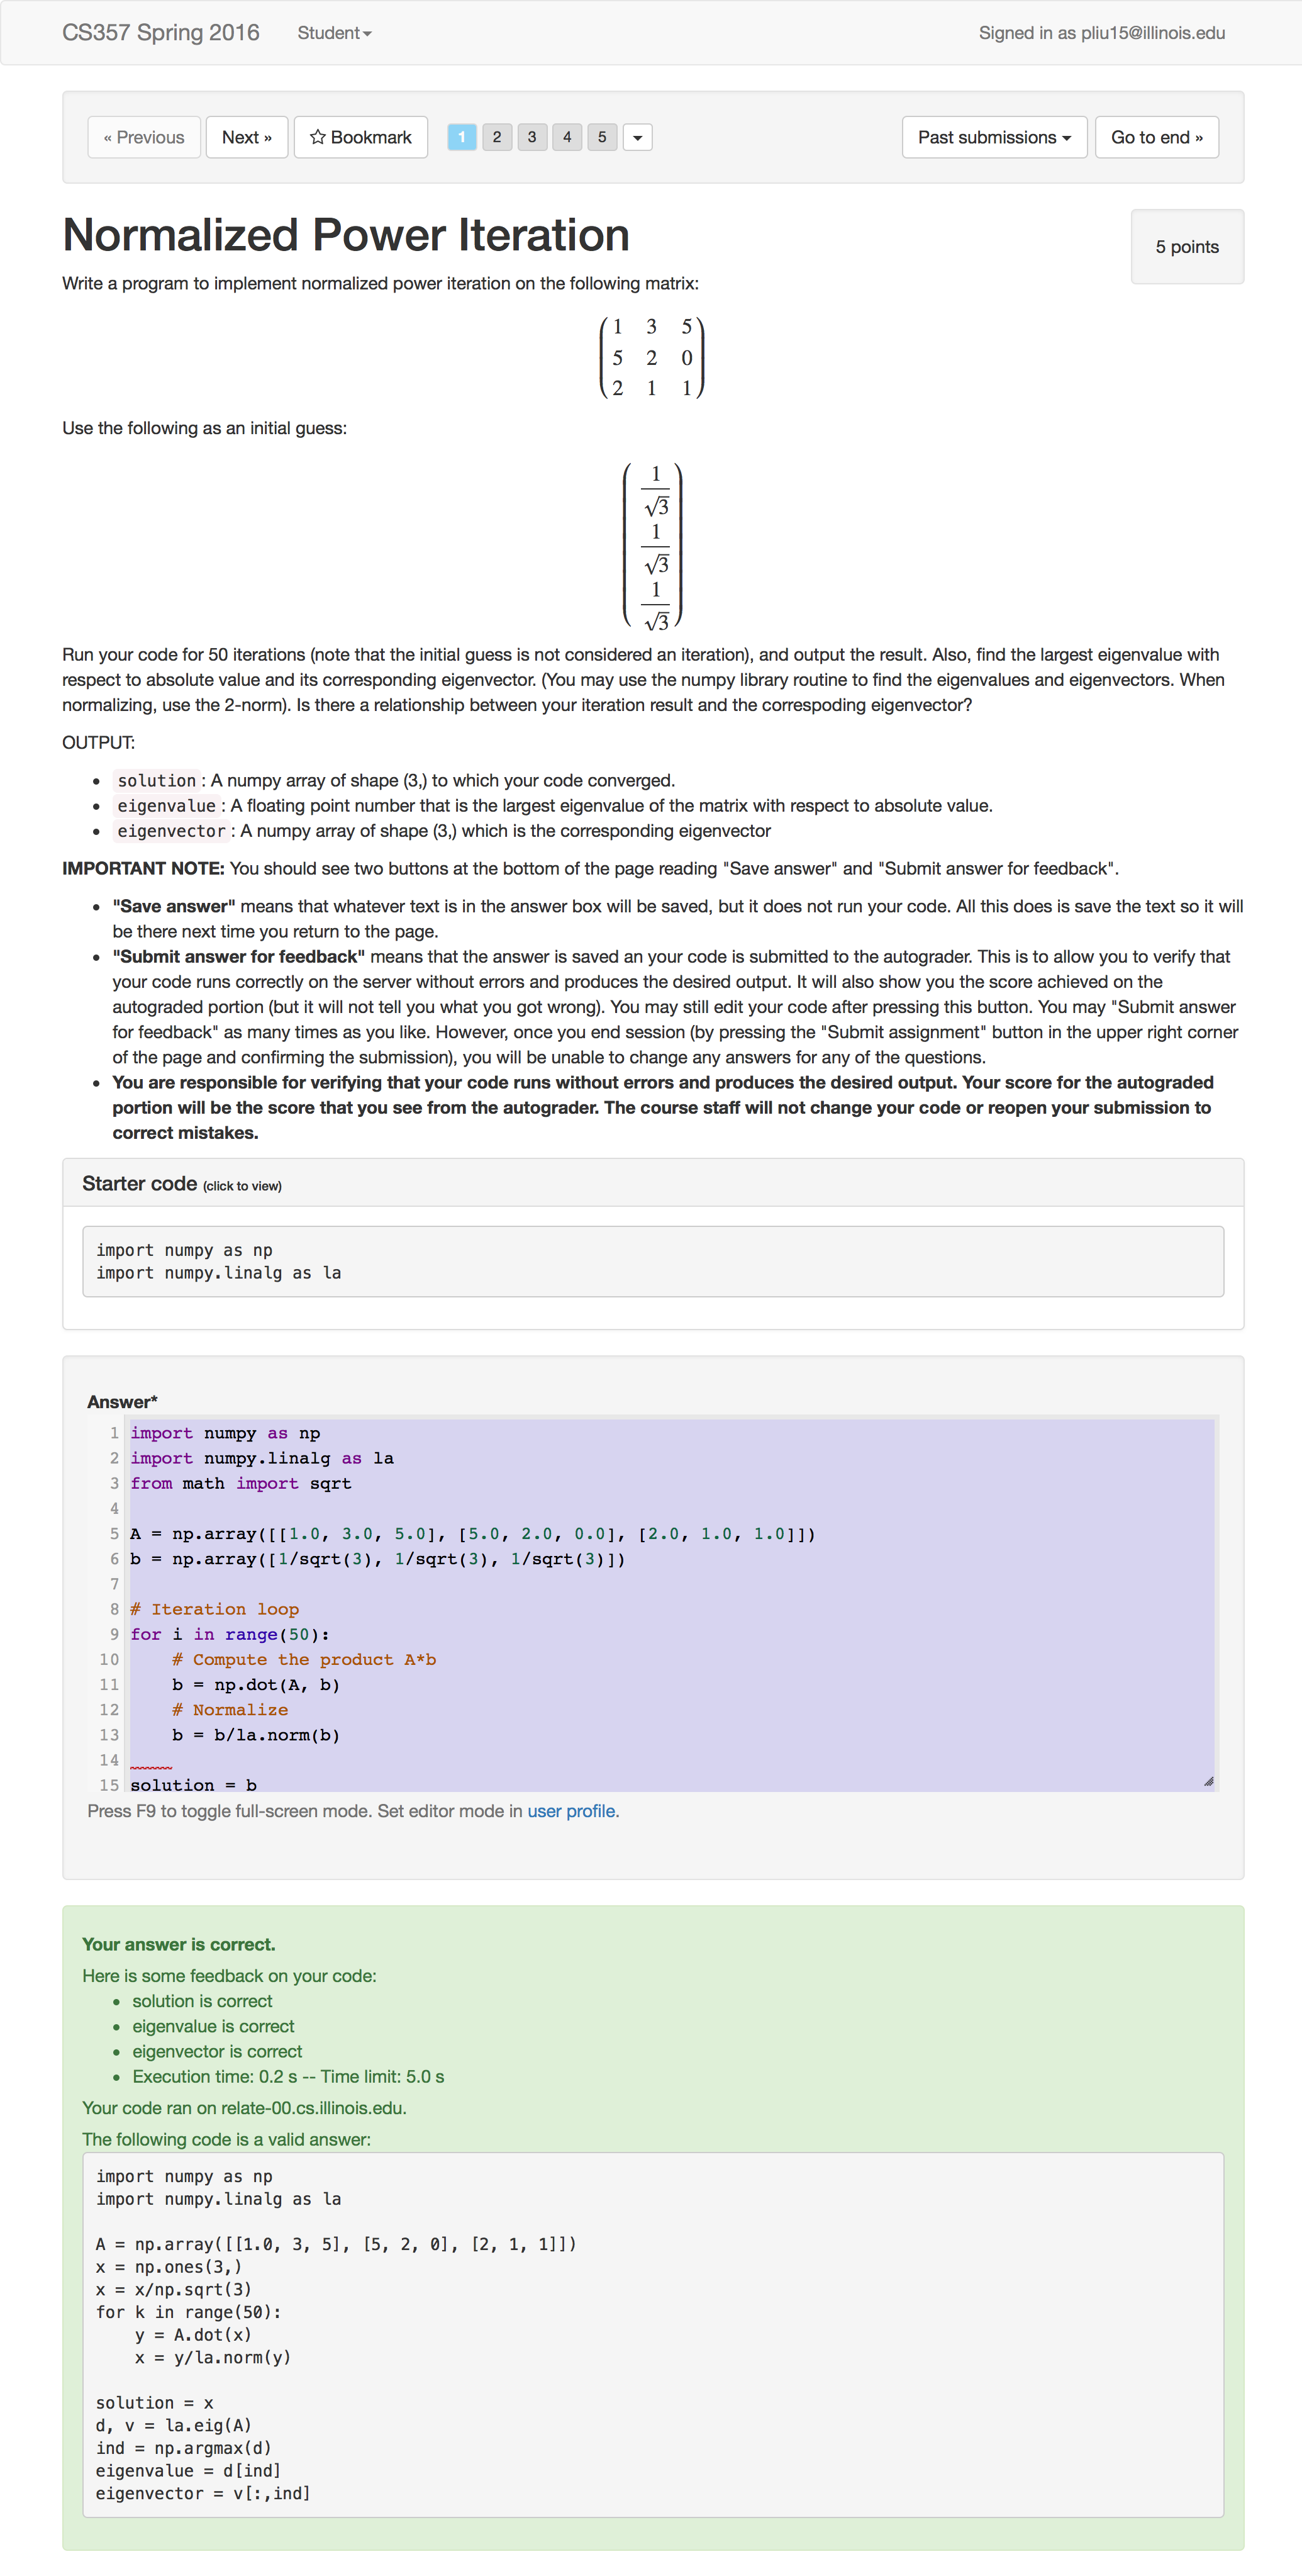 CS357 Spring 2016 Student Signed in as pliu15@illinois.edu
« Previous Next » Bookmark 1 2 3 4 5 Past submissions Go to end »
Normalized Power Iteration
5 points
Write a program to implement normalized power iteration on the following matrix:
1 3 5
5 2 0
2 1 1
Use the following as an initial guess:
1
√3
1
√3
1
√3
Run your code for 50 iterations (note that the initial guess is not considered an iteration), and output the result. Also, find the largest eigenvalue with
respect to absolute value and its corresponding eigenvector. (You may use the numpy library routine to find the eigenvalues and eigenvectors. When
normalizing, use the 2-norm). Is there a relationship between your iteration result and the correspoding eigenvector?
OUTPUT:
• solution : A numpy array of shape (3,) to which your code converged.
• eigenvalue : A floating point number that is the largest eigenvalue of the matrix with respect to absolute value.
• eigenvector : A numpy array of shape (3,) which is the corresponding eigenvector
IMPORTANT NOTE: You should see two buttons at the bottom of the page reading "Save answer" and "Submit answer for feedback".
• "Save answer" means that whatever text is in the answer box will be saved, but it does not run your code. All this does is save the text so it will
be there next time you return to the page.
• "Submit answer for feedback" means that the answer is saved an your code is submitted to the autograder. This is to allow you to verify that
your code runs correctly on the server without errors and produces the desired output. It will also show you the score achieved on the
autograded portion (but it will not tell you what you got wrong). You may still edit your code after pressing this button. You may "Submit answer
for feedback" as many times as you like. However, once you end session (by pressing the "Submit assignment" button in the upper right corner
of the page and confirming the submission), you will be unable to change any answers for any of the questions.
• You are responsible for verifying that your code runs without errors and produces the desired output. Your score for the autograded
portion will be the score that you see from the autograder. The course staff will not change your code or reopen your submission to
correct mistakes.
Starter code (click to view)
import numpy as np
import numpy.linalg as la
Answer*
1 import numpy as np
2 import numpy.linalg as la
3 from math import sqrt
4
5 A = np.array([[1.0, 3.0, 5.0], [5.0, 2.0, 0.0], [2.0, 1.0, 1.0]])
6 b = np.array([1/sqrt(3), 1/sqrt(3), 1/sqrt(3)])
7
8 # Iteration loop
9 for i in range(50):
10 # Compute the product A*b
11 b = np.dot(A, b)
12 # Normalize
13 b = b/la.norm(b)
14
15 solution = b
Press F9 to toggle full-screen mode. Set editor mode in user profile.
Your answer is correct.
Here is some feedback on your code:
• solution is correct
• eigenvalue is correct
• eigenvector is correct
• Execution time: 0.2 s -- Time limit: 5.0 s
Your code ran on relate-00.cs.illinois.edu.
The following code is a valid answer:
import numpy as np
import numpy.linalg as la
A = np.array([[1.0, 3, 5], [5, 2, 0], [2, 1, 1]])
x = np.ones(3,)
x = x/np.sqrt(3)
for k in range(50):
y = A.dot(x)
x = y/la.norm(y)
solution = x
d, v = la.eig(A)
ind = np.argmax(d)
eigenvalue = d[ind]
eigenvector = v[:,ind]